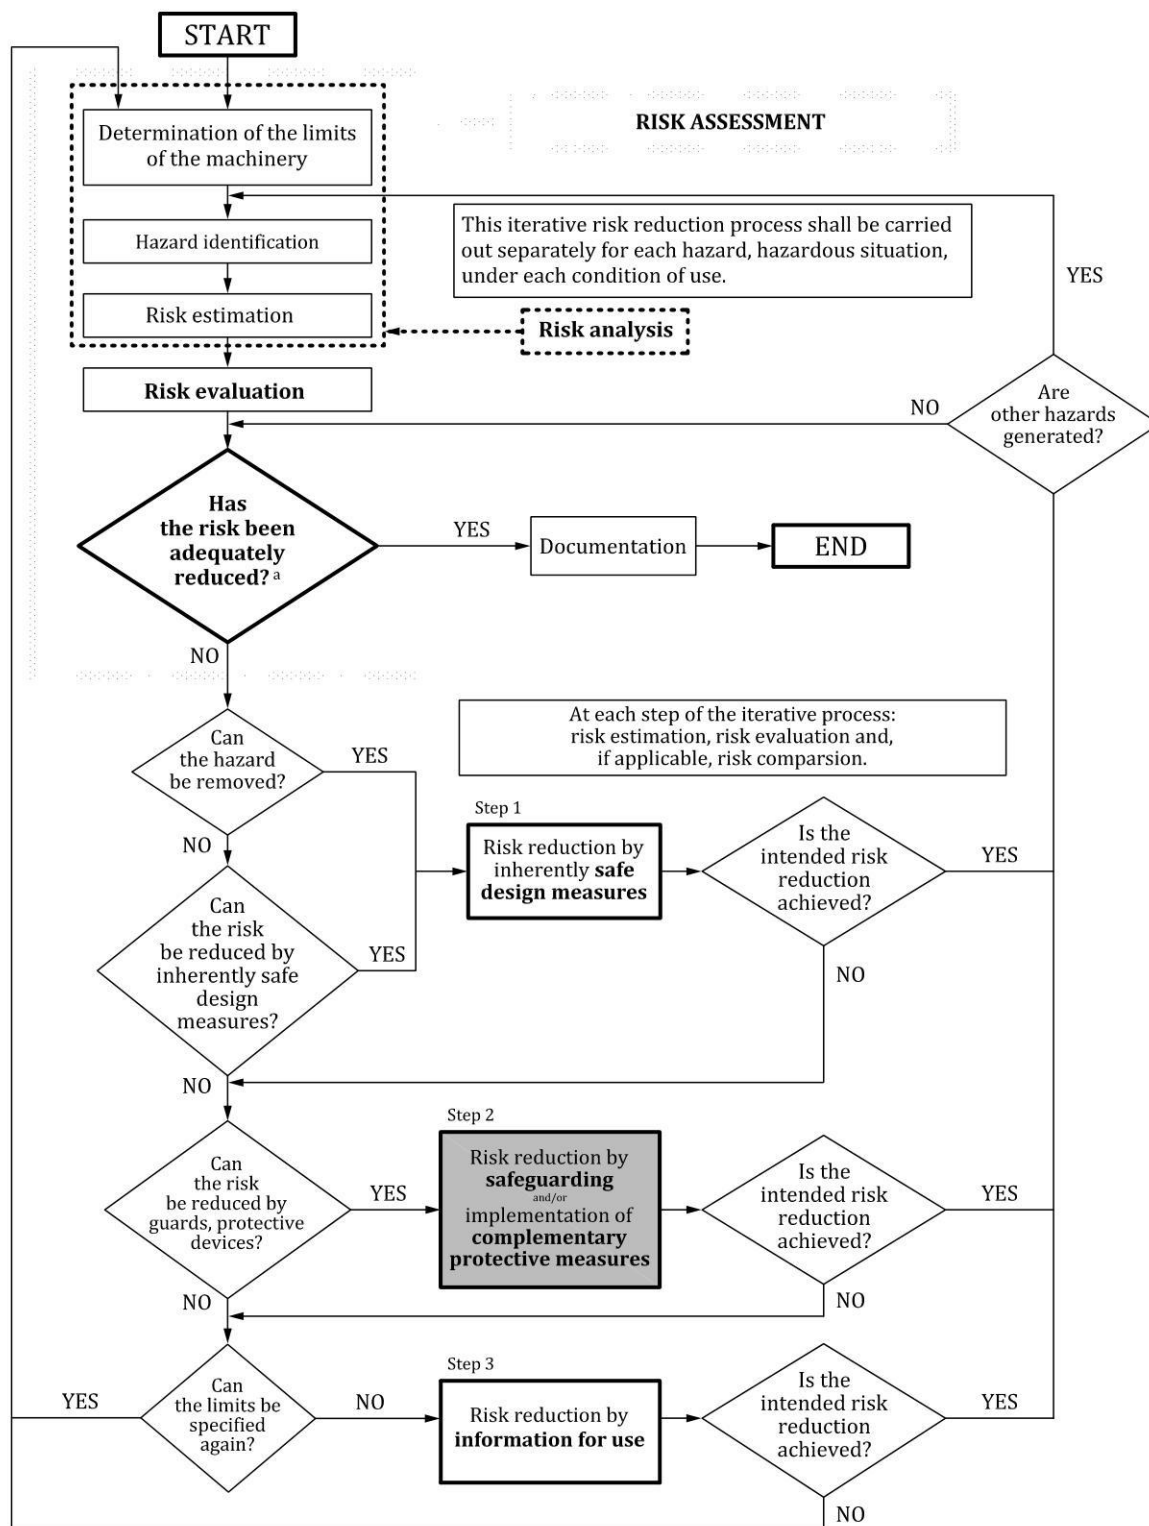 START
Determination of the limits
of the machinery
RISK ASSESSMENT
Hazard identification
This iterative risk reduction process shall be carried
out separately for each hazard, hazardous situation,
under each condition of use.
YES
Risk estimation
Risk analysis
Risk evaluation
NO
Are
other hazards
generated?
Has
the risk been
adequately
reduced? a
YES
Documentation
END
NO
At each step of the iterative process:
risk estimation, risk evaluation and,
if applicable, risk comparsion.
Can
the hazard
be removed?
YES
NO
Step 1
Risk reduction by
inherently safe
design measures
Is the
intended risk
reduction
achieved?
YES
NO
Can
the risk
be reduced by
inherently safe
design
measures?
YES
NO
Step 2
Can
the risk
be reduced by
guards, protective
devices?
YES
Risk reduction by
safeguarding
and/or
implementation of
complementary
protective measures
Is the
intended risk
reduction
achieved?
YES
NO
NO
Step 3
YES
Can
the limits be
specified
again?
NO
Risk reduction by
information for use
Is the
intended risk
reduction
achieved?
YES
NO